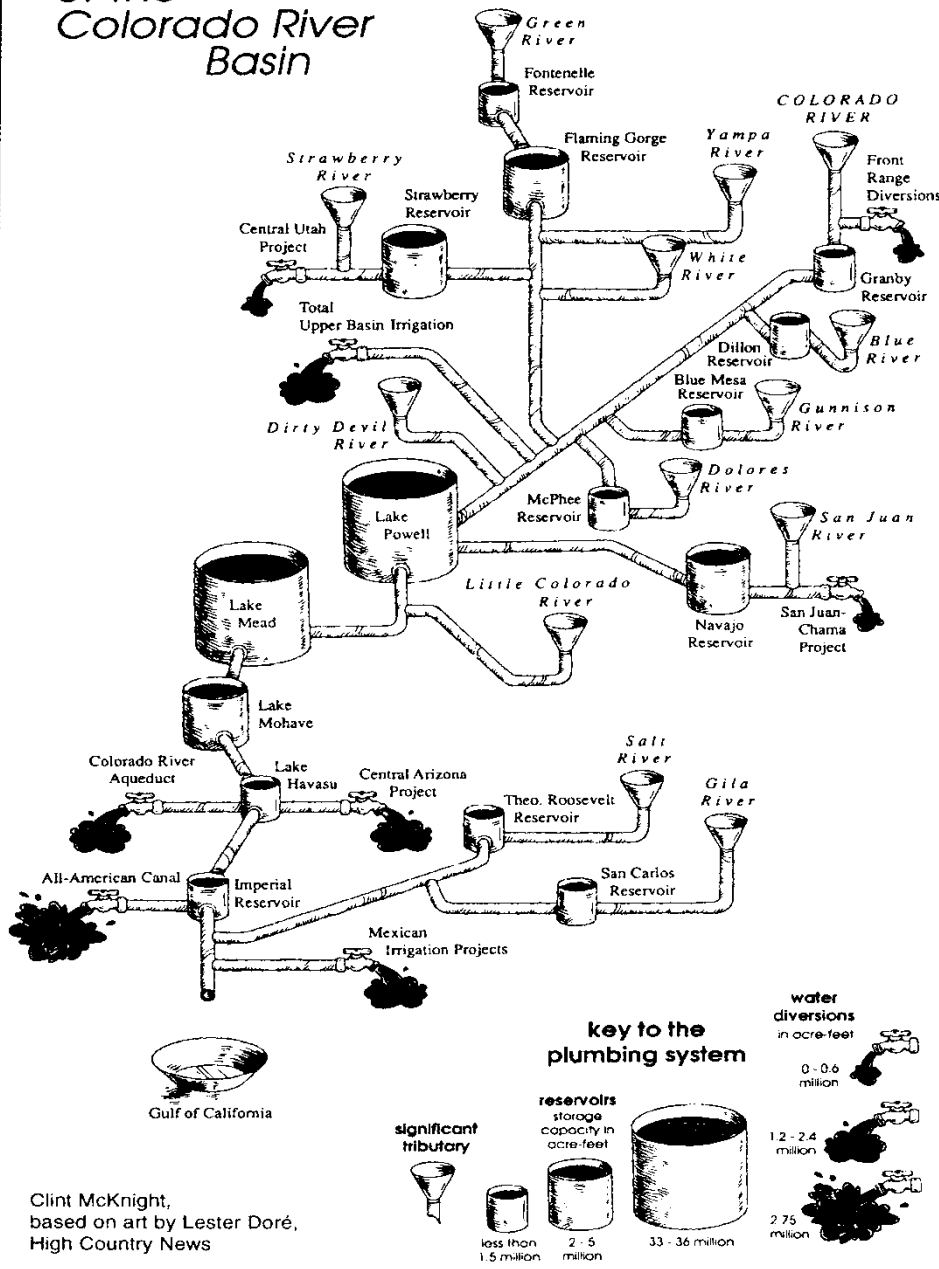 Colorado River
Basin
Green
River
Fontenelle
Reservoir
COLORADO
RIVER
Flaming Gorge
Reservoir
Yampa
River
Front
Range
Diversions
Strawberry
River
Strawberry
Reservoir
Central Utah
Project
White
River
Granby
Reservoir
Total
Upper Basin Irrigation
Dillon
Reservoir
Blue
River
Blue Mesa
Reservoir
Gunnison
River
Dirty Devil
River
Dolores
River
McPhee
Reservoir
Lake
Powell
San Juan
River
Little Colorado
River
Lake
Mead
Navajo
Reservoir
San Juan-
Chama
Project
Lake
Mohave
Colorado River
Aqueduct
Lake
Havasu
Central Arizona
Project
Salt
River
Gila
River
Theo. Roosevelt
Reservoir
All-American Canal
Imperial
Reservoir
San Carlos
Reservoir
Mexican
Irrigation Projects
Gulf of California
key to the
plumbing system
water
diversions
in acre-feet
0 - 0.6
million
1.2 - 2.4
million
2.75
million
significant
tributary
reservoirs
storage
capacity in
acre-feet
less than
1.5 million
2 - 5
million
33 - 36 million
Clint McKnight,
based on art by Lester Doré,
High Country News